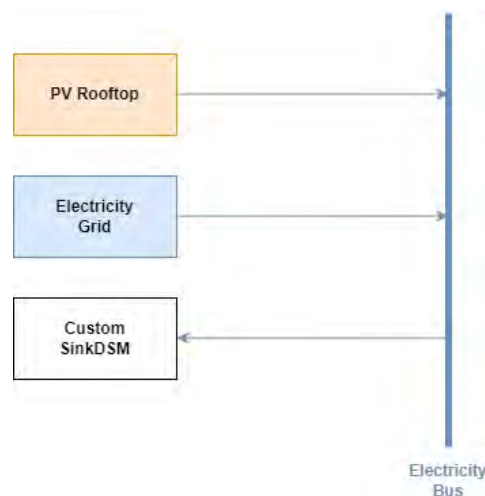 PV Rooftop
Electricity
Grid
Custom
SinkDSM
Electricity
Bus